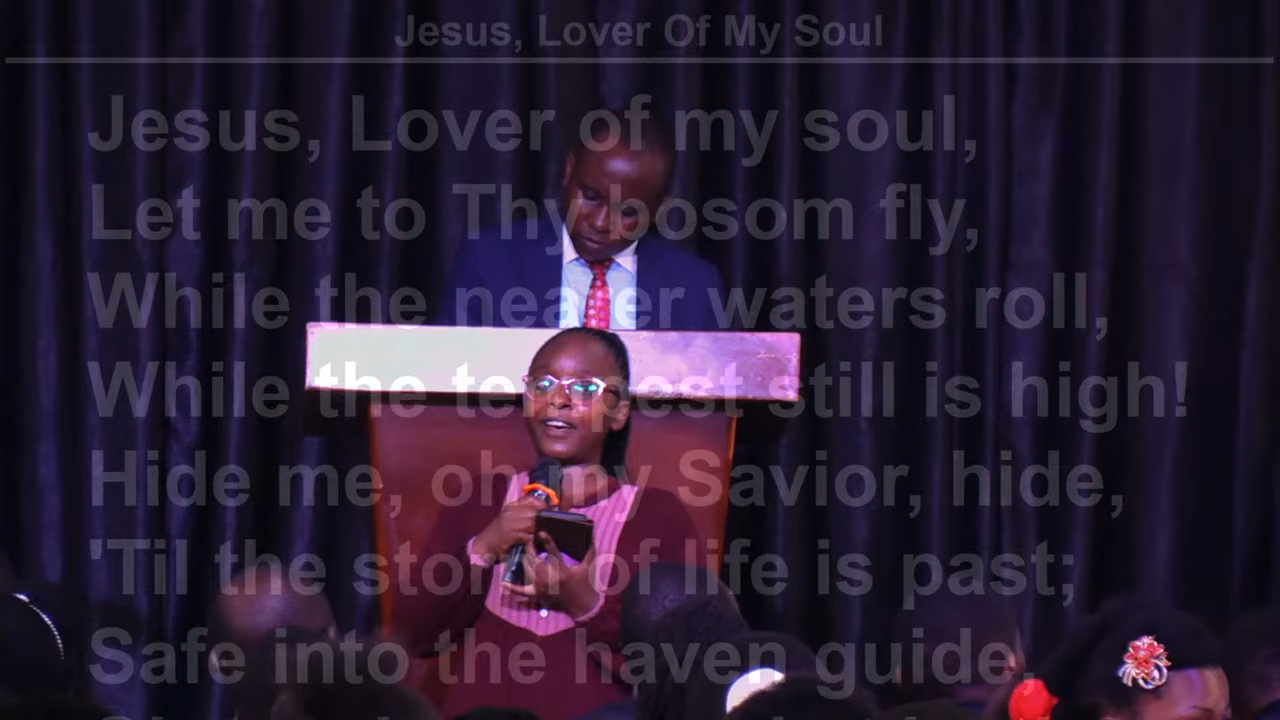 Jesus, Lover Of My Soul
Jesus, Lover of my soul,
Let me to Thy bosom fly,
While the nearer waters roll,
While the tempest still is high!
Hide me, oh my Savior, hide,
'Til the storm of life is past;
Safe into the haven guide,